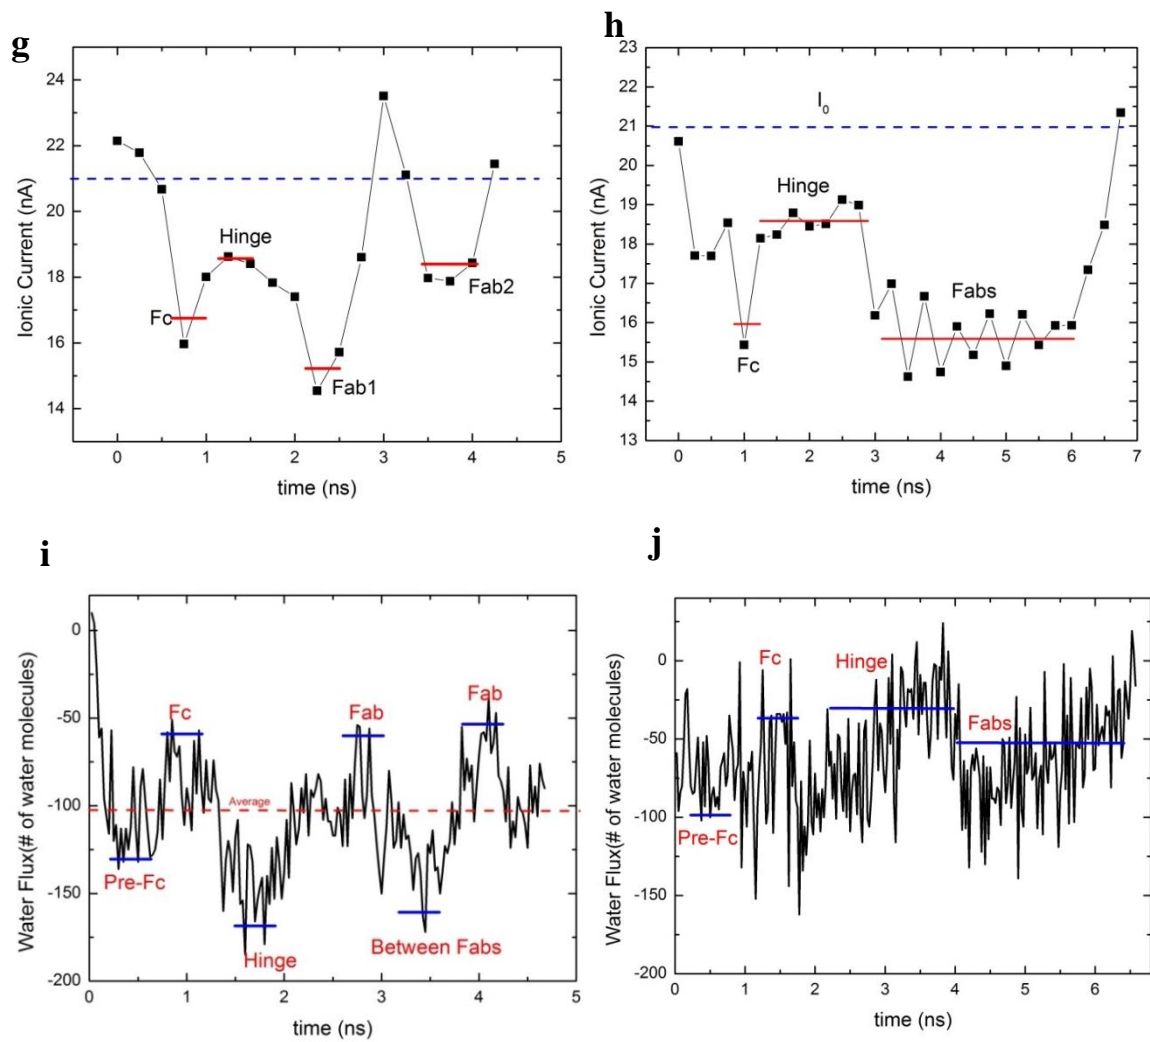 g
24
22
20
18
16
14
0
1
2
3
4
5
Ionic Current (nA)
time (ns)
Fc
Hinge
Fab1
Fab2
h
23
22
21
20
19
18
17
16
15
14
13
0
1
2
3
4
5
6
7
Ionic Current (nA)
time (ns)
I0
Fc
Hinge
Fabs
i
0
-50
-100
-150
-200
0
1
2
3
4
5
Water Flux(# of water molecules)
time (ns)
Pre-Fc
Fc
Hinge
Average
Fab
Between Fabs
Fab
j
0
-50
-100
-150
-200
0
1
2
3
4
5
6
Water Flux(# of water molecules)
time (ns)
Pre-Fc
Fc
Hinge
Fabs